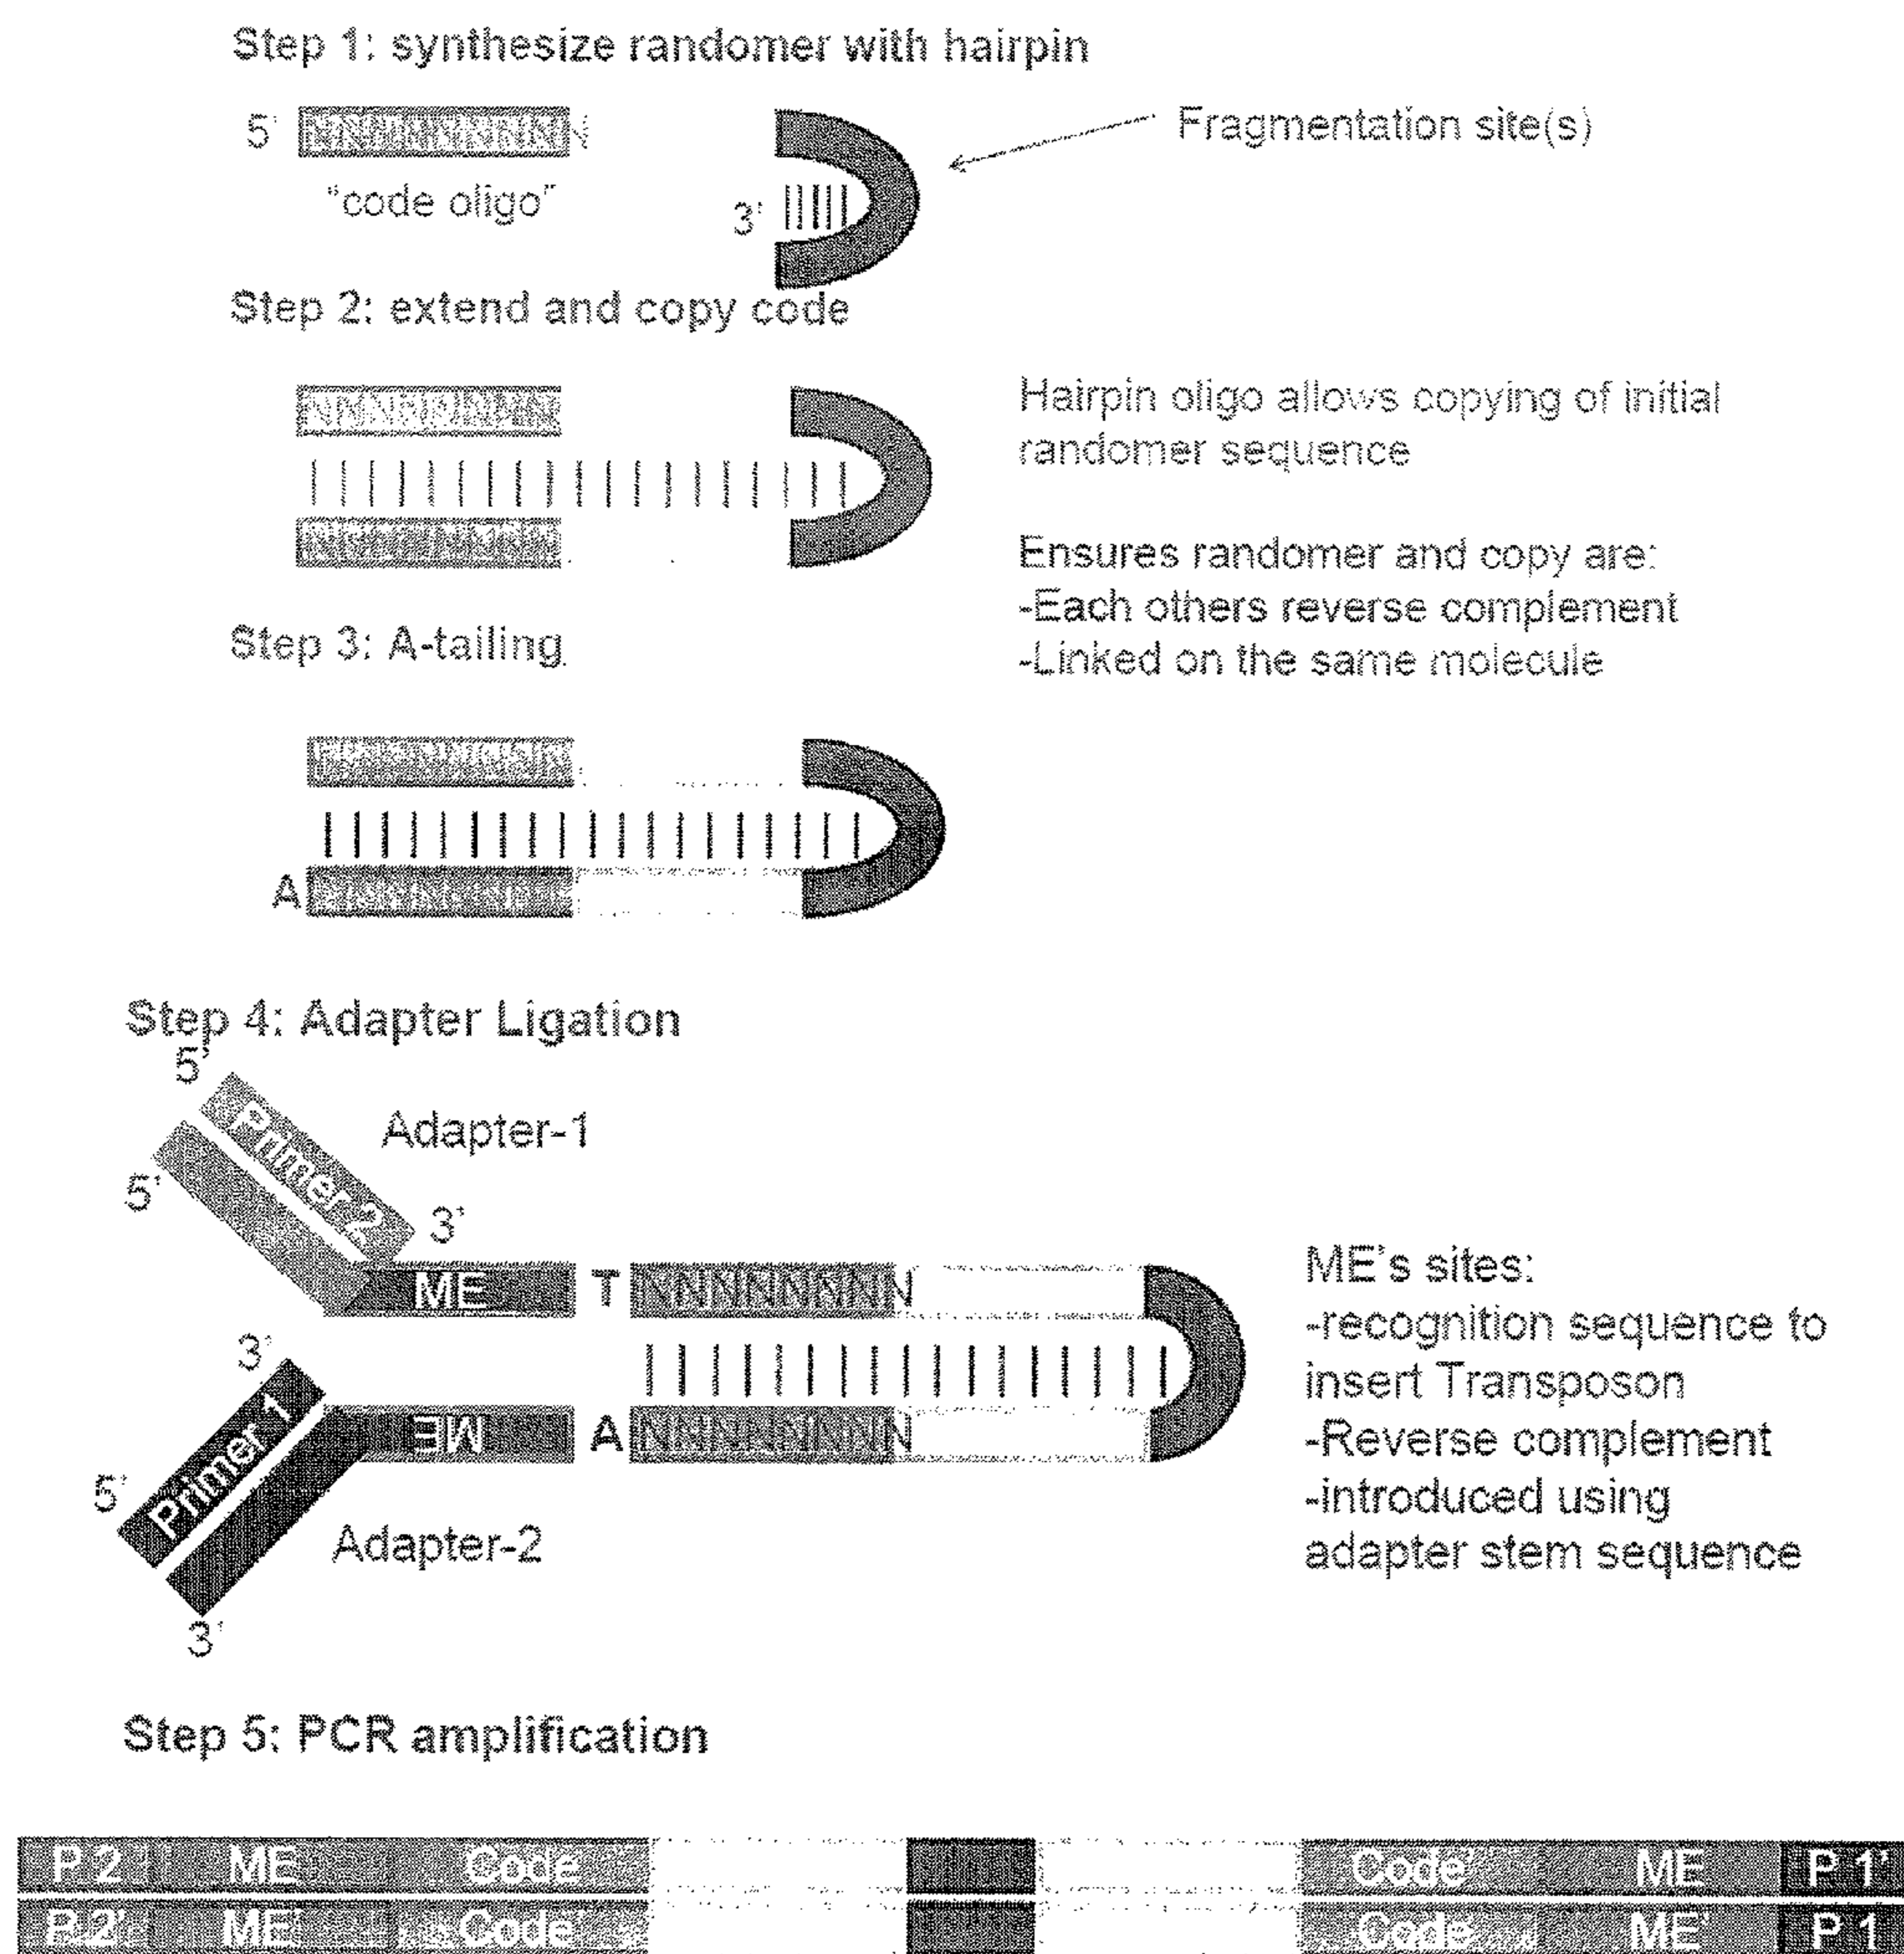 Step 1: synthesize randomer with hairpin
5'
Fragmentation site(s)
"code oligo"
3'
Step 2: extend and copy code
Hairpin oligo allows copying of initial
randomer sequence
Ensures randomer and copy are:
-Each others reverse complement
-Linked on the same molecule
Step 3: A-tailing
A
Step 4: Adapter Ligation
5'
Adapter-1
Primer 2
5'
3'
ME
T
NNNNNNNNN
ME's sites:
-recognition sequence to
insert Transposon
-Reverse complement
-introduced using
adapter stem sequence
3'
Primer 1
ME
A
NNNNNNNNN
5'
Adapter-2
3'
Step 5: PCR amplification
P 2 ME Code Code' ME P 1'
P 2' ME' Code' Code ME' P 1